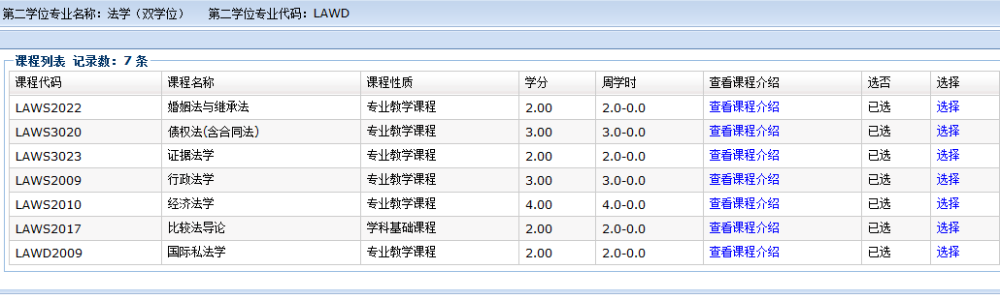 第二学位专业名称：法学（双学位） 第二学位专业代码：LAWD
课程列表 记录数：7 条
课程代码 课程名称 课程性质 学分 周学时 查看课程介绍 选否 选择
LAWS2022 婚姻法与继承法 专业教学课程 2.00 2.0-0.0 查看课程介绍 已选 选择
LAWS3020 债权法(含合同法) 专业教学课程 3.00 3.0-0.0 查看课程介绍 已选 选择
LAWS3023 证据法学 专业教学课程 2.00 2.0-0.0 查看课程介绍 已选 选择
LAWS2009 行政法学 专业教学课程 3.00 3.0-0.0 查看课程介绍 已选 选择
LAWS2010 经济法学 专业教学课程 4.00 4.0-0.0 查看课程介绍 已选 选择
LAWS2017 比较法导论 学科基础课程 2.00 2.0-0.0 查看课程介绍 已选 选择
LAWD2009 国际私法学 专业教学课程 2.00 2.0-0.0 查看课程介绍 已选 选择